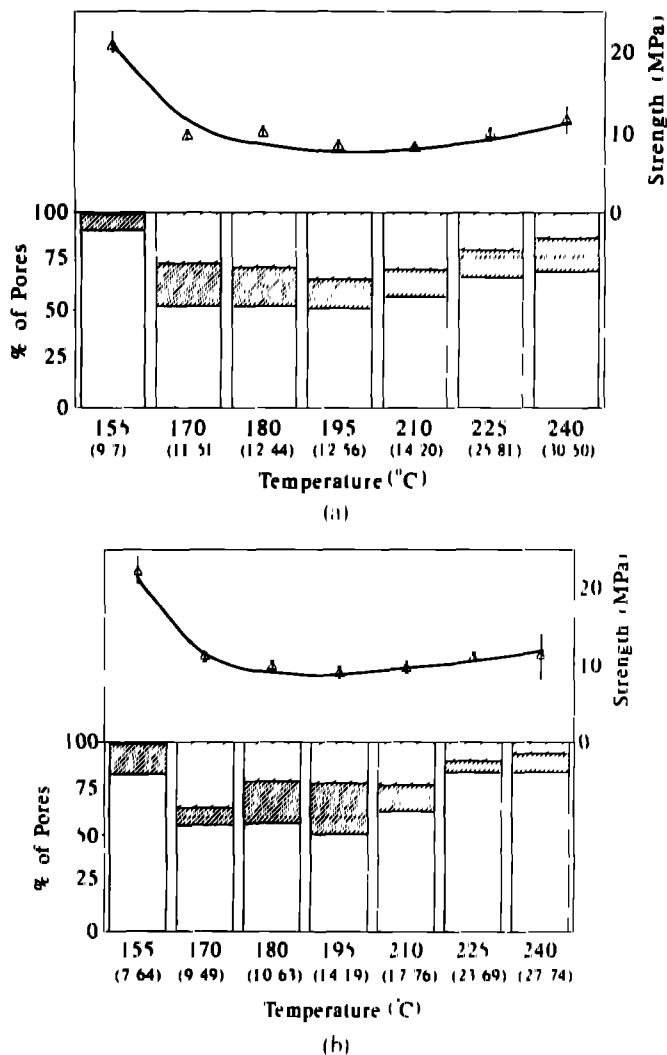 20
10
0
Strength (MPa)
100
75
50
25
0
% of Pores
155 170 180 195 210 225 240
(9 7) (11 51 (12 44) (12 56) (14 20) (25 81) (30 50)
Temperature (°C)
(a)
20
10
0
Strength (MPa)
100
75
50
25
0
% of Pores
155 170 180 195 210 225 240
(7 64) (9 49) (10 63) (14 19) (17 76) (23 69) (27 74)
Temperature (°C)
(b)